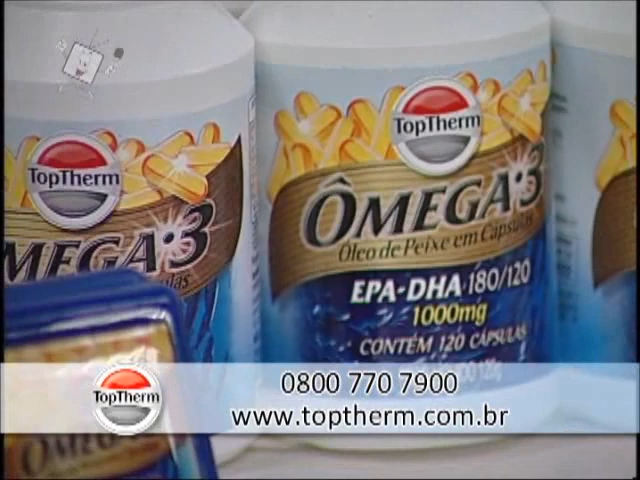 TopTherm
TopTherm
ÔMEGA·3
MEGA·3
Óleo de Peixe em Cápsulas
EPA-DHA 180/120
1000mg
CONTÉM 120 CÁPSULAS
120g
ÔMEGA
TopTherm
0800 770 7900
www.toptherm.com.br